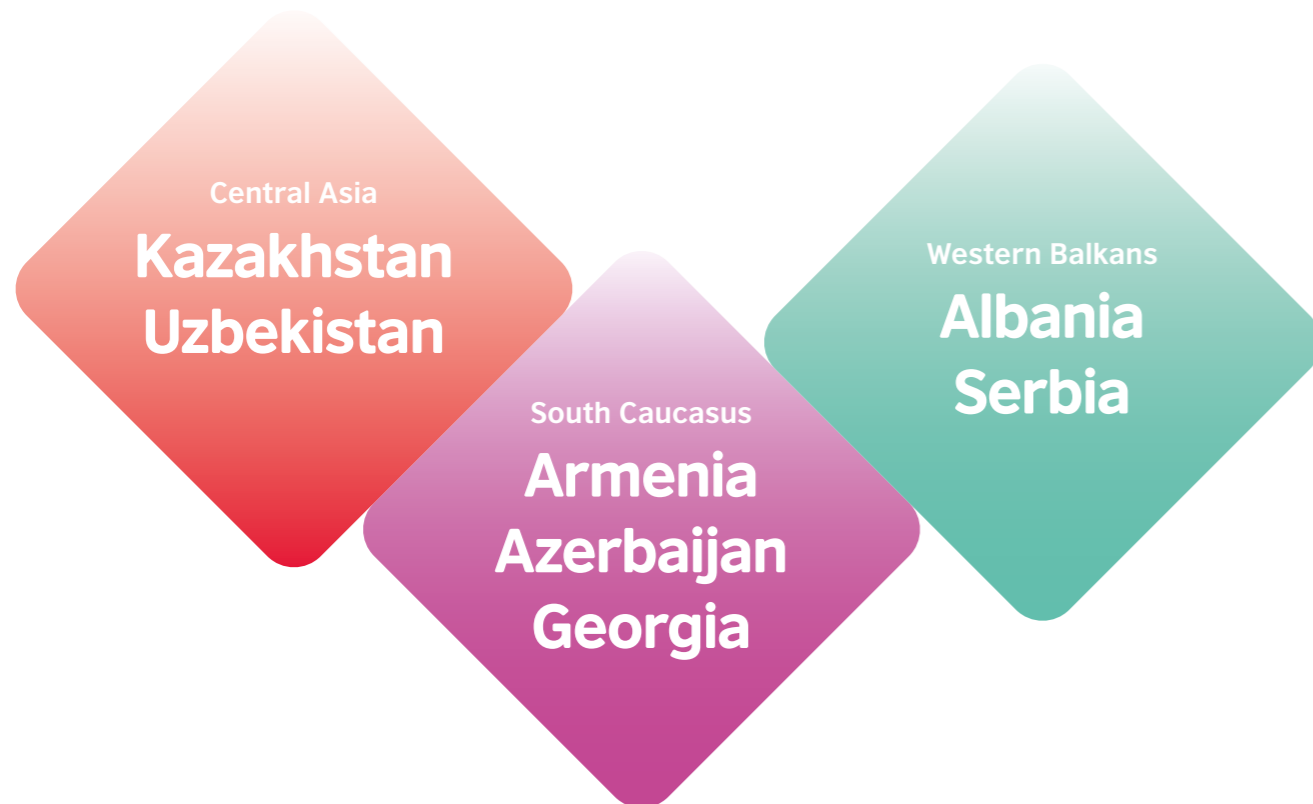 Central Asia
Kazakhstan
Uzbekistan
South Caucasus
Armenia
Azerbaijan
Georgia
Western Balkans
Albania
Serbia